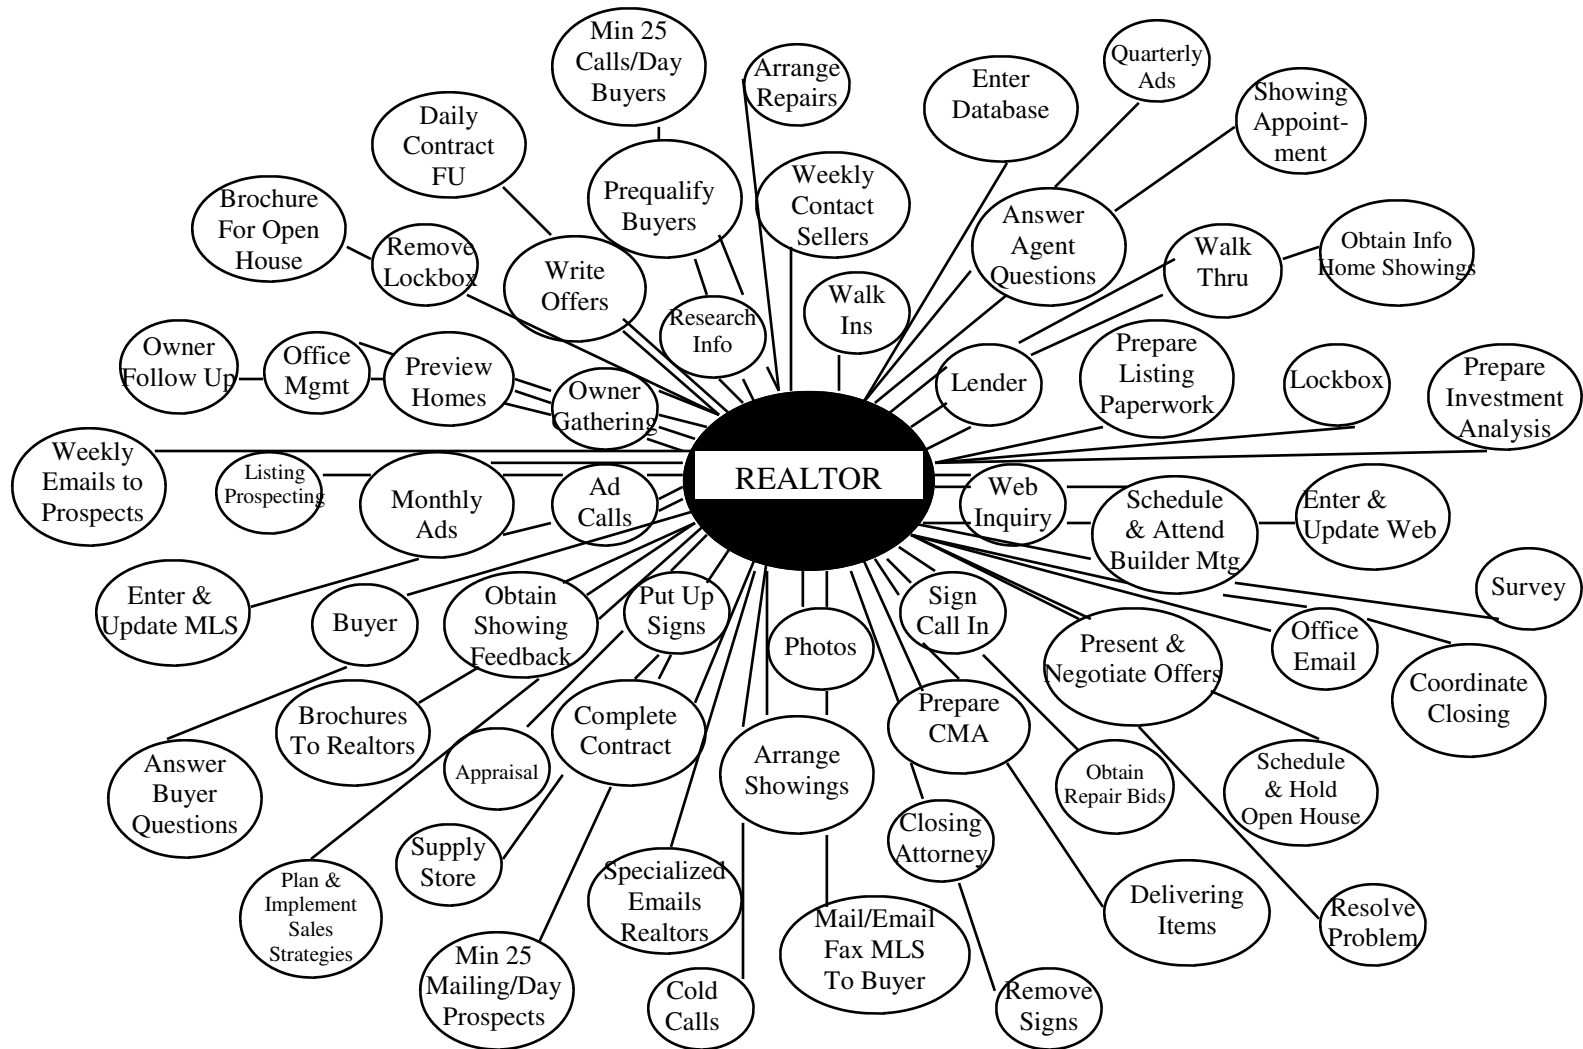 Min 25
Calls/Day
Buyers
Arrange
Repairs
Enter
Database
Quarterly
Ads
Showing
Appoint-
ment
Daily
Contract
FU
Prequalify
Buyers
Weekly
Contact
Sellers
Answer
Agent
Questions
Brochure
For Open
House
Remove
Lockbox
Write
Offers
Walk
Thru
Obtain Info
Home Showings
Research
Info
Walk
Ins
Owner
Follow Up
Office
Mgmt
Preview
Homes
Owner
Gathering
Lender
Prepare
Listing
Paperwork
Lockbox
Prepare
Investment
Analysis
Weekly
Emails to
Prospects
Listing
Prospecting
Monthly
Ads
Ad
Calls
REALTOR
Web
Inquiry
Schedule
& Attend
Builder Mtg
Enter &
Update Web
Enter &
Update MLS
Buyer
Obtain
Showing
Feedback
Put Up
Signs
Photos
Sign
Call In
Present &
Negotiate Offers
Office
Email
Survey
Brochures
To Realtors
Appraisal
Complete
Contract
Arrange
Showings
Prepare
CMA
Obtain
Repair Bids
Schedule
& Hold
Open House
Coordinate
Closing
Answer
Buyer
Questions
Supply
Store
Closing
Attorney
Plan &
Implement
Sales
Strategies
Specialized
Emails
Realtors
Mail/Email
Fax MLS
To Buyer
Delivering
Items
Resolve
Problem
Min 25
Mailing/Day
Prospects
Cold
Calls
Remove
Signs